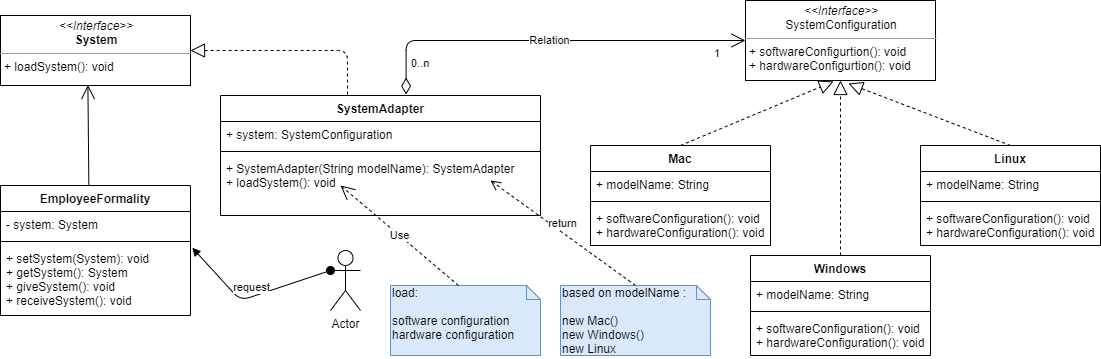 <<Interface>>
System
+ loadSystem(): void
Relation
0..n
1
<<Interface>>
SystemConfiguration
+ softwareConfigurtion(): void
+ hardwareConfigurtion(): void
SystemAdapter
+ system: SystemConfiguration
+ SystemAdapter(String modelName): SystemAdapter
+ loadSystem(): void
Mac
+ modelName: String
+ softwareConfiguration(): void
+ hardwareConfiguration(): void
Linux
+ modelName: String
+ softwareConfiguration(): void
+ hardwareConfiguration(): void
EmployeeFormality
- system: System
+ setSystem(System): void
+ getSystem(): System
+ giveSystem(): void
+ receiveSystem(): void
Use
return
request
Actor
load:
software configuration
hardware configuration
based on modelName :
new Mac()
new Windows()
new Linux
Windows
+ modelName: String
+ softwareConfiguration(): void
+ hardwareConfiguration(): void